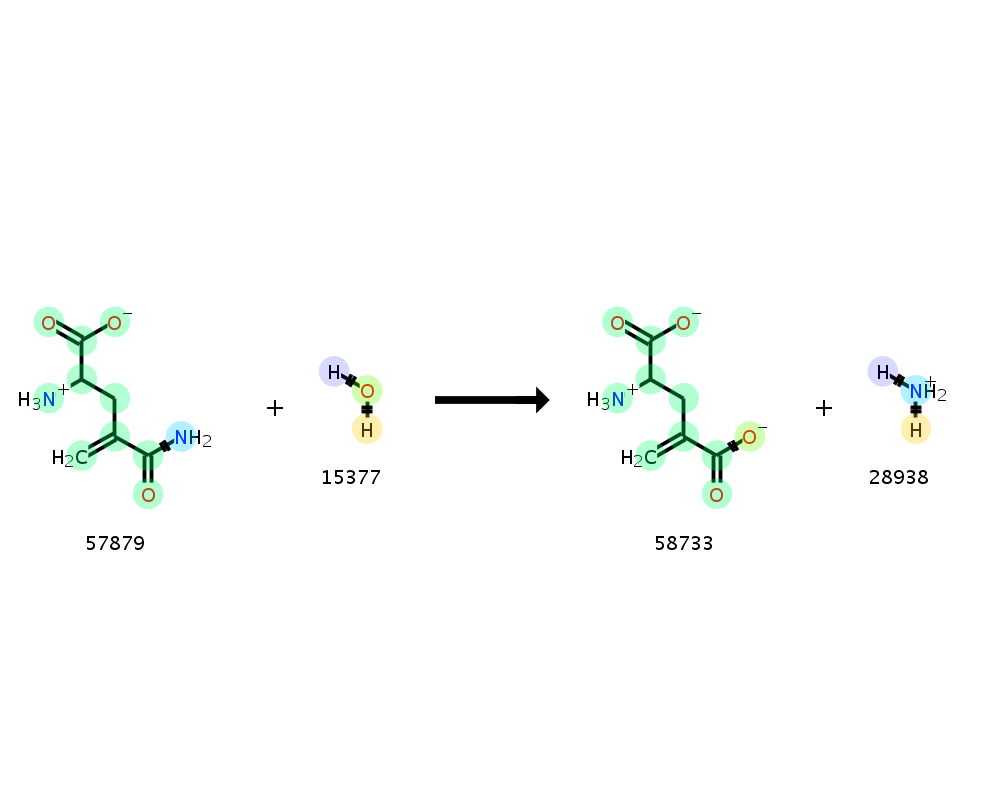 O O−
H3N+
H2C NH2
O
57879
+
H O
H
15377
O O−
H3N+
H2C O−
O
58733
+
H NH2+
H
28938